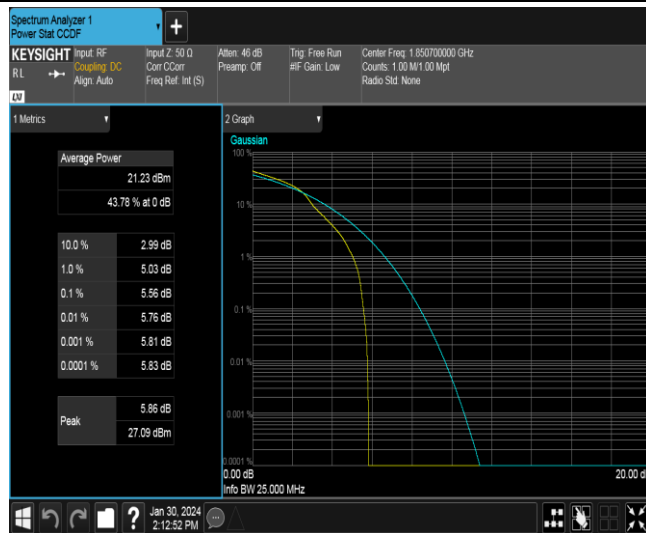 Spectrum Analyzer 1
Power Stat CCDF
+
KEYSIGHT
RL
Input: RF
Coupling: DC
Align: Auto
Input Z: 50 Ω
Corr CCorr
Freq Ref: Int (S)
Atten: 46 dB
Preamp: Off
Trig: Free Run
#IF Gain: Low
Center Freq: 1.850700000 GHz
Counts: 1.00 M/1.00 Mpt
Radio Std: None
1 Metrics
Average Power
21.23 dBm
43.78 % at 0 dB
10.0 % 2.99 dB
1.0 % 5.03 dB
0.1 % 5.56 dB
0.01 % 5.76 dB
0.001 % 5.81 dB
0.0001 % 5.83 dB
Peak 5.86 dB
27.09 dBm
2 Graph
Gaussian
100 %
10 %
1 %
0.1 %
0.01 %
0.001 %
0.0001 %
0.00 dB 20.00 d
Info BW 25.000 MHz
?
Jan 30, 2024
2:12:52 PM